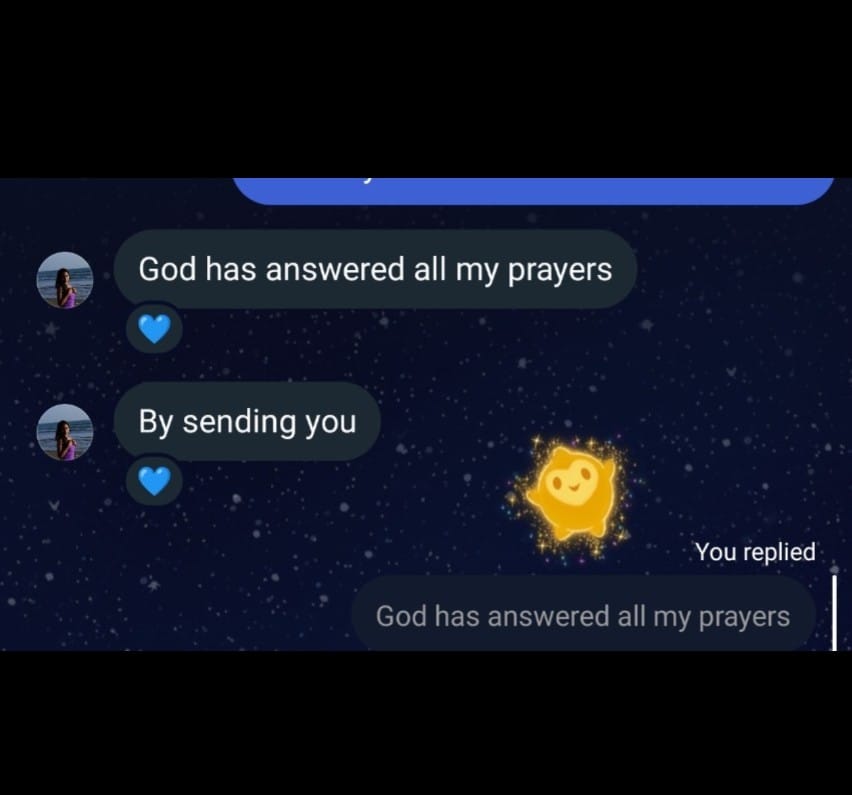 God has answered all my prayers
💙
By sending you
💙
You replied
God has answered all my prayers